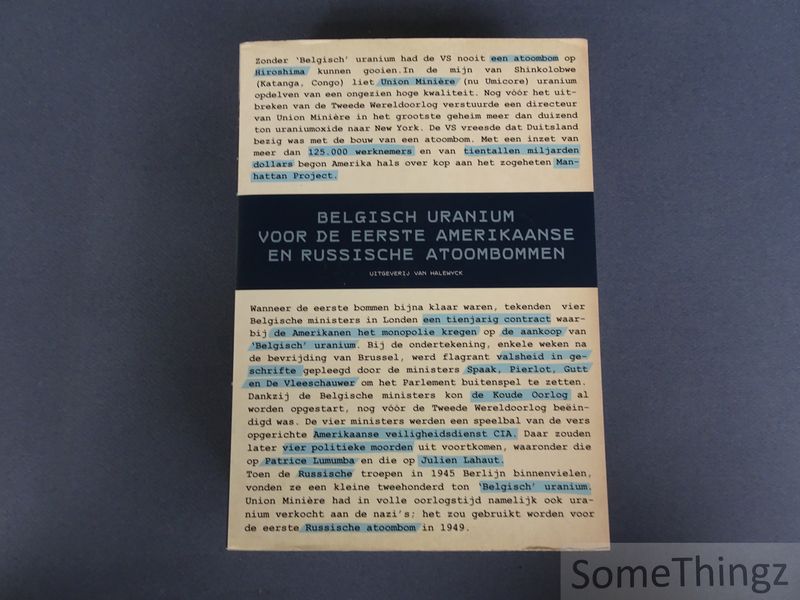 Zonder 'Belgisch' uranium had de VS nooit een atoombom op
Hiroshima kunnen gooien.In de mijn van Shinkolobwe
(Katanga, Congo) liet Union Minière (nu Umicore) uranium
opdelven van een ongezien hoge kwaliteit. Nog vóór het uit-
breken van de Tweede Wereldoorlog verstuurde een directeur
van Union Minière in het grootste geheim meer dan duizend
ton uraniumoxide naar New York. De VS vreesde dat Duitsland
bezig was met de bouw van een atoombom. Met een inzet van
meer dan 125.000 werknemers en van tientallen miljarden
dollars begon Amerika hals over kop aan het zogeheten Man-
hattan Project.
BELGISCH URANIUM
VOOR DE EERSTE AMERIKAANSE
EN RUSSISCHE ATOOMBOMMEN
UITGEVERIJ VAN HALEWYCK
Wanneer de eerste bommen bijna klaar waren, tekenden vier
Belgische ministers in Londen een tienjarig contract waar-
bij de Amerikanen het monopolie kregen op de aankoop van
'Belgisch' uranium. Bij de ondertekening, enkele weken na
de bevrijding van Brussel, werd flagrant valsheid in ge-
schrifte gepleegd door de ministers Spaak, Pierlot, Gutt
en De Vleeschauwer om het Parlement buitenspel te zetten.
Dankzij de Belgische ministers kon de Koude Oorlog al
worden opgestart, nog vóór de Tweede Wereldoorlog beëin-
digd was. De vier ministers werden een speelbal van de vers
opgerichte Amerikaanse veiligheidsdienst CIA. Daar zouden
later vier politieke moorden uit voortkomen, waaronder die
op Patrice Lumumba en die op Julien Lahaut.
Toen de Russische troepen in 1945 Berlijn binnenvielen,
vonden ze een kleine tweehonderd ton 'Belgisch' uranium.
Union Minière had in volle oorlogstijd namelijk ook ura-
nium verkocht aan de nazi's; het zou gebruikt worden voor
de eerste Russische atoombom in 1949.
SomeThingz